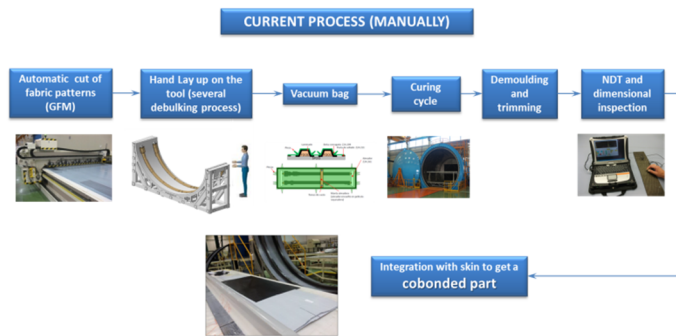 CURRENT PROCESS (MANUALLY)
Automatic cut of
fabric patterns
(GFM)
Hand Lay up on the
tool (several
debulking process)
Vacuum bag
Curing
cycle
Demoulding
and
trimming
NDT and
dimensional
inspection
Integration with skin to get a
cobonded part